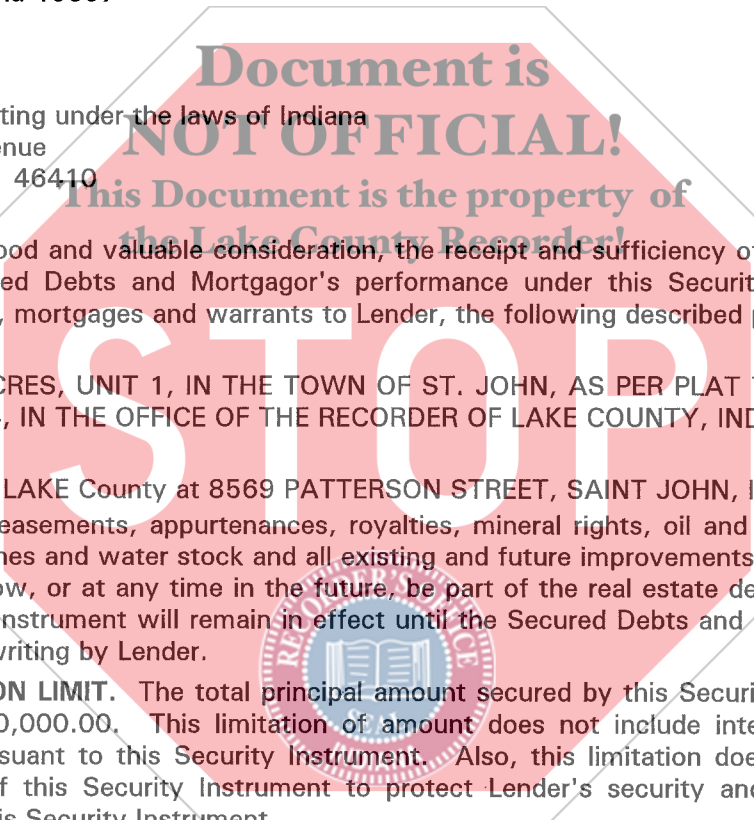 Document is
ting under the laws of Indiana
NOT OFFICIAL!
enue
46410
This Document is the property of
the Lake County Recorder!
ood and valuable consideration, the receipt and sufficiency o
ed Debts and Mortgagor's performance under this Securit
, mortgages and warrants to Lender, the following described
STOP
CRES, UNIT 1, IN THE TOWN OF ST. JOHN, AS PER PLAT
, IN THE OFFICE OF THE RECORDER OF LAKE COUNTY, IND
LAKE County at 8569 PATTERSON STREET, SAINT JOHN, I
easements, appurtenances, royalties, mineral rights, oil and
nes and water stock and all existing and future improvements
ow, or at any time in the future, be part of the real estate de
nstrument will remain in effect until the Secured Debts and
writing by Lender.
RECORDER'S OFFICE
SEAL
ON LIMIT. The total principal amount secured by this Securi
0,000.00. This limitation of amount does not include inte
suant to this Security Instrument. Also, this limitation doe
f this Security Instrument to protect Lender's security and
is Security Instrument